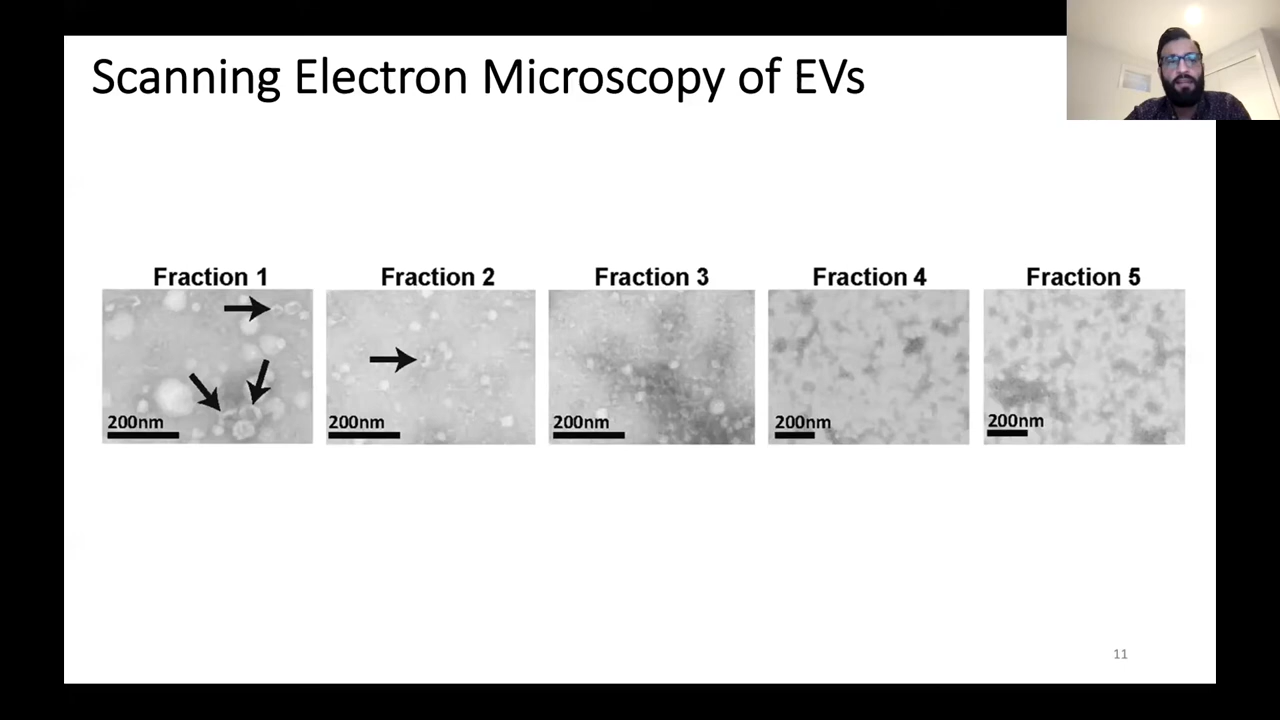 Scanning Electron Microscopy of EVs
Fraction 1
Fraction 2
Fraction 3
Fraction 4
Fraction 5
200nm
200nm
200nm
200nm
200nm
11